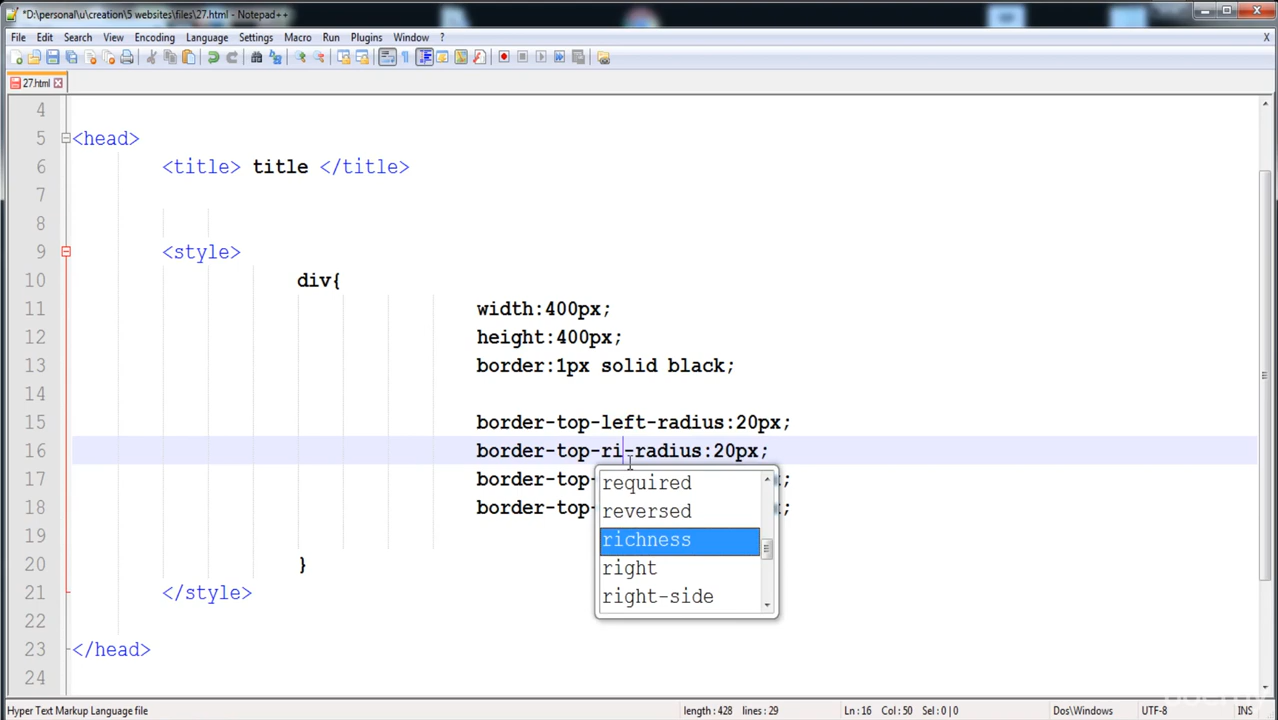 *D:\personal\u\creation\5 websites\files\27.html - Notepad++
File Edit Search View Encoding Language Settings Macro Run Plugins Window ? X
27.html
4
5 <head>
6 <title> title </title>
7
8
9 <style>
10 div{
11 width:400px;
12 height:400px;
13 border:1px solid black;
14
15 border-top-left-radius:20px;
16 border-top-ri-radius:20px;
17 border-top- ;
18 border-top- ;
required
reversed
richness
right
right-side
19
20 }
21 </style>
22
23 </head>
24
Hyper Text Markup Language file length:428 lines:29 Ln:16 Col:50 Sel:0|0 Dos\Windows UTF-8 INS